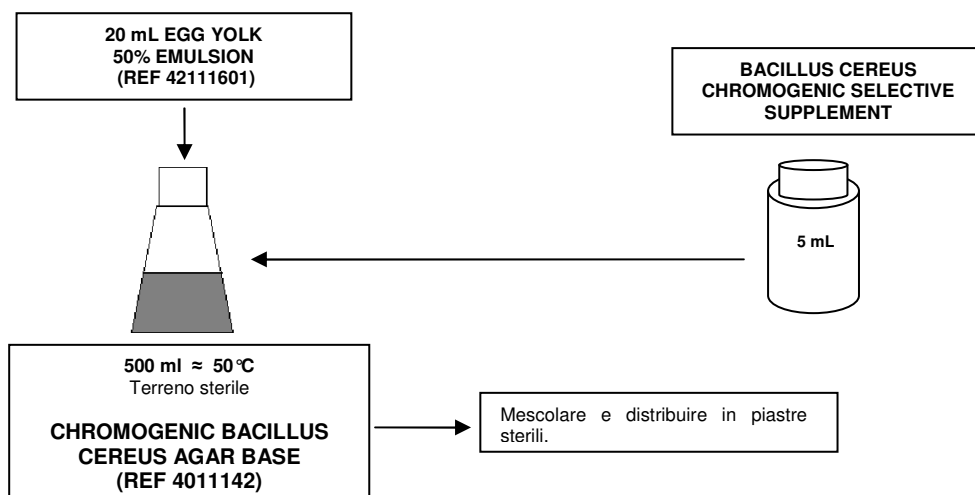 20 mL EGG YOLK
50% EMULSION
(REF 42111601)
BACILLUS CEREUS
CHROMOGENIC SELECTIVE
SUPPLEMENT
5 mL
500 ml ≈ 50°C
Terreno sterile
CHROMOGENIC BACILLUS
CEREUS AGAR BASE
(REF 4011142)
Mescolare e distribuire in piastre
sterili.